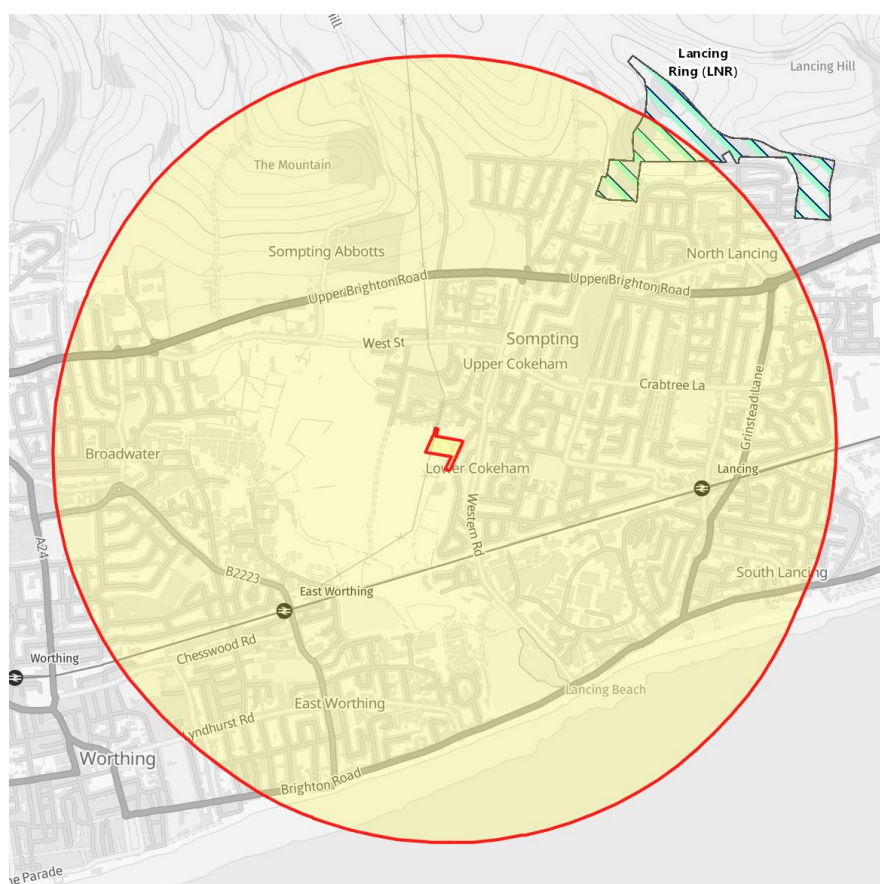 Hill
Lancing
Ring (LNR)
Lancing Hill
The Mountain
Sompting Abbotts
North Lancing
Upper Brighton Road
Upper Brighton Road
West St
Sompting
Upper Cokeham
Crabtree La
Grinstead Lane
Broadwater
Lower Cokeham
Lancing
Western Rd
A24
B2223
East Worthing
South Lancing
Chesswood Rd
Worthing
Lancing Beach
East Worthing
Lyndhurst Rd
Worthing
Brighton Road
ne Parade